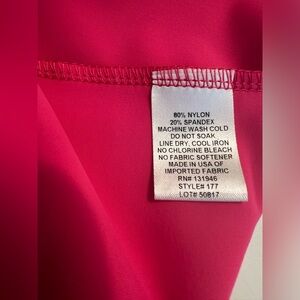 80% NYLON
20% SPANDEX
MACHINE WASH COLD
DO NOT SOAK
LINE DRY, COOL IRON
NO CHLORINE BLEACH
NO FABRIC SOFTENER
MADE IN USA OF
IMPORTED FABRIC
RN# 131946
STYLE# 177
LOT# 50817